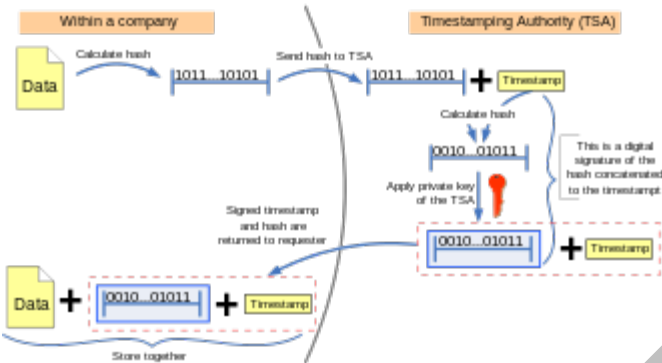 Within a company
Timestamping Authority (TSA)
Data
Calculate hash
1011...10101
Send hash to TSA
1011...10101
+
Timestamp
Calculate hash
0010...01011
This is a digital
signature of the
hash concatenated
to the timestampt
Apply private key
of the TSA
Signed timestamp
and hash are
returned to requester
0010...01011
+
Timestamp
Data
+
0010...01011
+
Timestamp
Store together